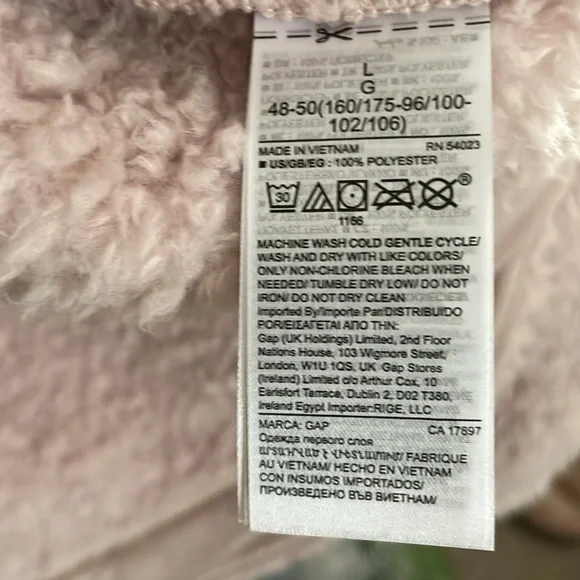 L
G
48-50(160/175-96/100-
102/106)
MADE IN VIETNAM RN 54023
■ US/GB/EG : 100% POLYESTER
30
®
1156
MACHINE WASH COLD GENTLE CYCLE/
WASH AND DRY WITH LIKE COLORS/
ONLY NON-CHLORINE BLEACH WHEN
NEEDED/ TUMBLE DRY LOW/ DO NOT
IRON/ DO NOT DRY CLEAN
Imported By/Importe Par/DISTRIBUIDO
POR/ΕΙΣΑΓΕΤΑΙ ΑΠΟ ΤΗΝ:
Gap (UK Holdings) Limited, 2nd Floor
Nations House, 103 Wigmore Street,
London, W1U 1QS, UK Gap Stores
(Ireland) Limited c/o Arthur Cox, 10
Earlsfort Tarrace, Dublin 2, D02 T380,
Ireland Egypt Importer:RIGE, LLC
MARCA: GAP CA 17897
Одежда первого слоя
FABRIQUE
AU VIETNAM/ HECHO EN VIETNAM
CON INSUMOS IMPORTADOS/
ПРОИЗВЕДЕНО ВЪВ ВИЕТНАМ/